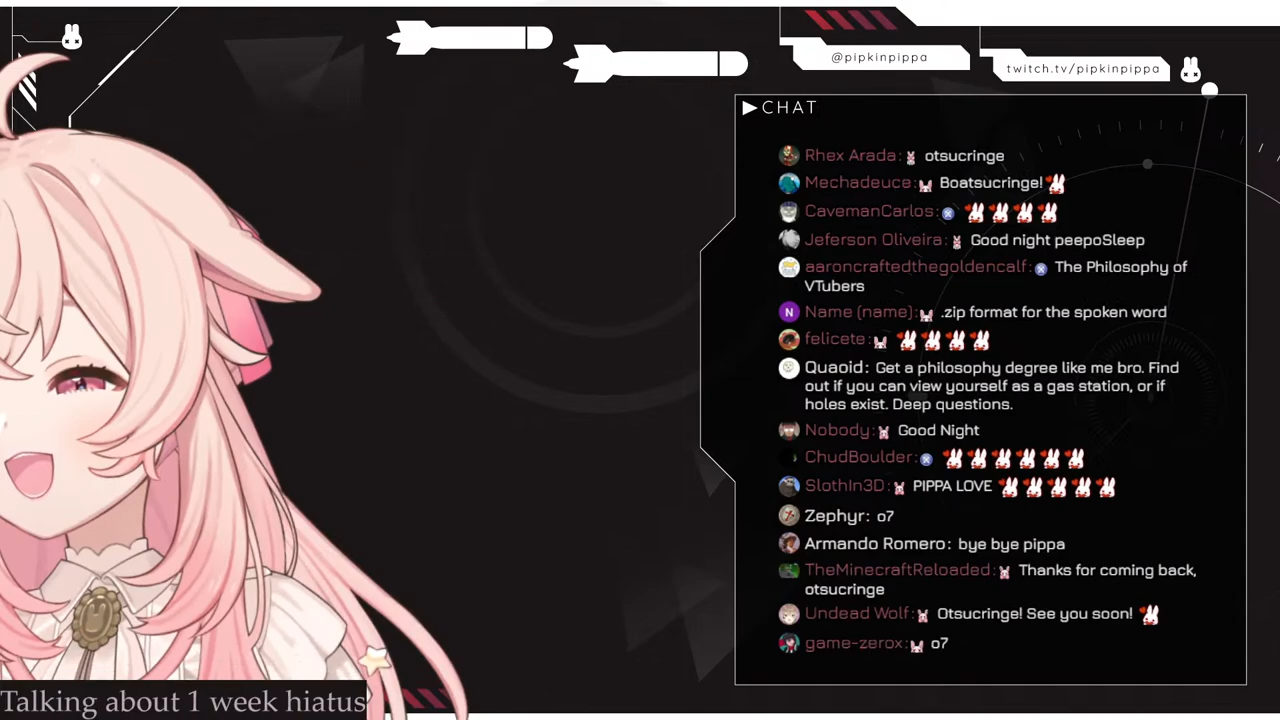 @pipkinpippa
twitch.tv/pipkinpippa
▶CHAT
Rhex Arada: otsucringe
Mechadeuce: Boatsucringe!
CavemanCarlos:
Jeferson Oliveira: Good night peepoSleep
aaroncraftedthegoldencalf: The Philosophy of
VTubers
N Name (name): .zip format for the spoken word
felicete:
Quaoid: Get a philosophy degree like me bro. Find
out if you can view yourself as a gas station, or if
holes exist. Deep questions.
Nobody: Good Night
ChudBoulder:
SlothIn3D: PIPPA LOVE
Zephyr: o7
Armando Romero: bye bye pippa
TheMinecraftReloaded: Thanks for coming back,
otsucringe
Undead Wolf: Otsucringe! See you soon!
game-zerox: o7
Talking about 1 week hiatus